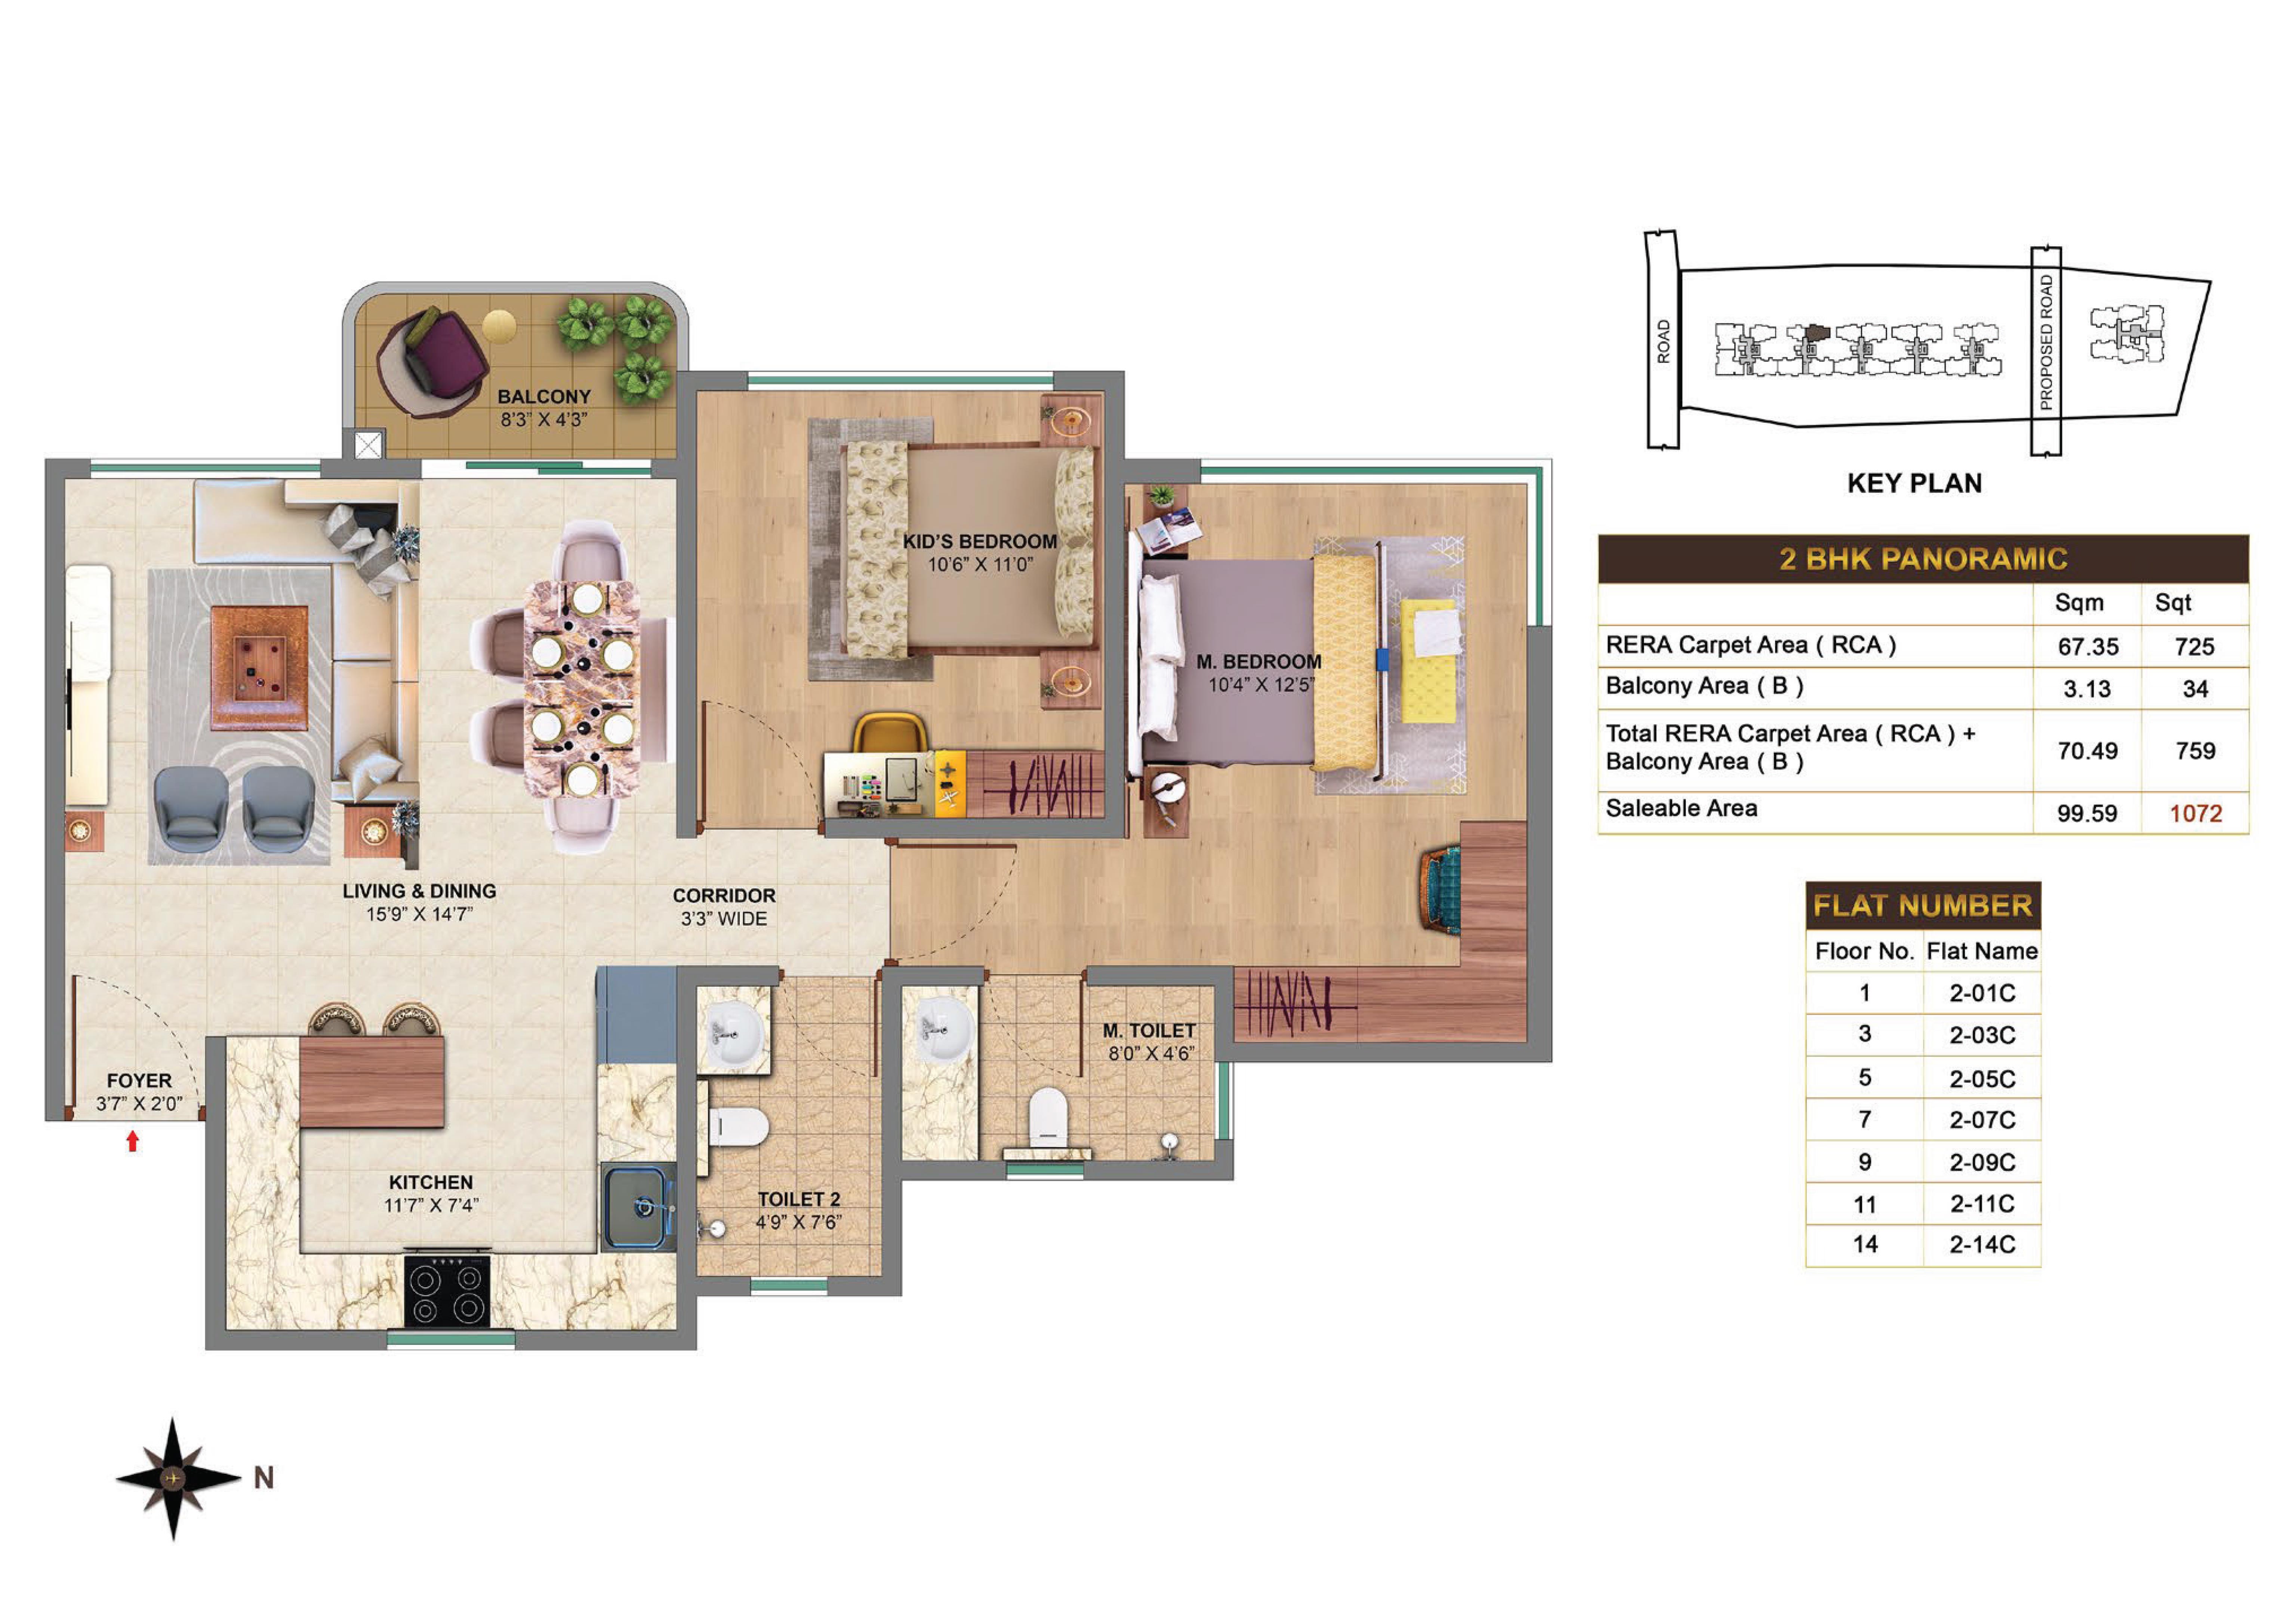 BALCONY
8'3" X 4'3"
KID'S BEDROOM
10'6" X 11'0"
M. BEDROOM
10'4" X 12'5"
LIVING & DINING
15'9" X 14'7"
CORRIDOR
3'3" WIDE
FOYER
3'7" X 2'0"
KITCHEN
11'7" X 7'4"
TOILET 2
4'9" X 7'6"
M. TOILET
8'0" X 4'6"
N
ROAD
PROPOSED ROAD
KEY PLAN
2 BHK PANORAMIC
Sqm Sqt
RERA Carpet Area ( RCA ) 67.35 725
Balcony Area ( B ) 3.13 34
Total RERA Carpet Area ( RCA ) +
Balcony Area ( B ) 70.49 759
Saleable Area 99.59 1072
FLAT NUMBER
Floor No. Flat Name
1 2-01C
3 2-03C
5 2-05C
7 2-07C
9 2-09C
11 2-11C
14 2-14C